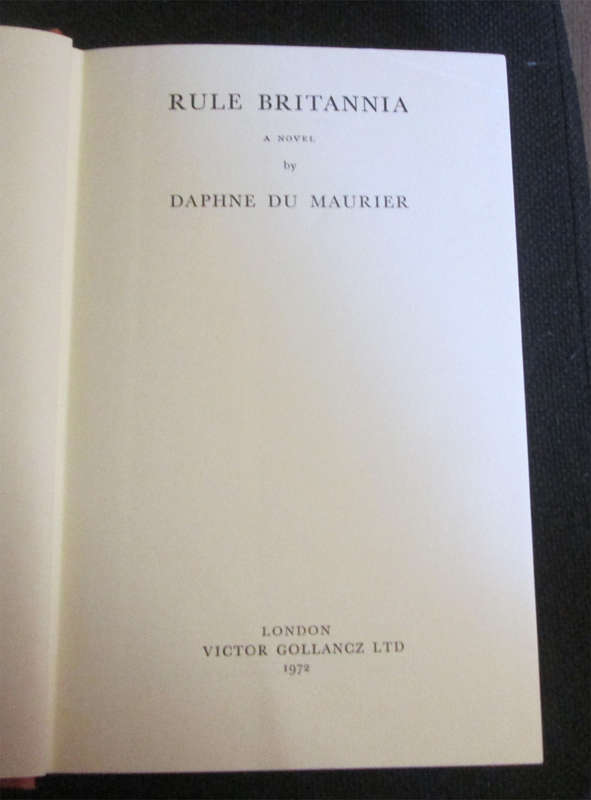 RULE BRITANNIA
A NOVEL
by
DAPHNE DU MAURIER
LONDON
VICTOR GOLLANCZ LTD
1972